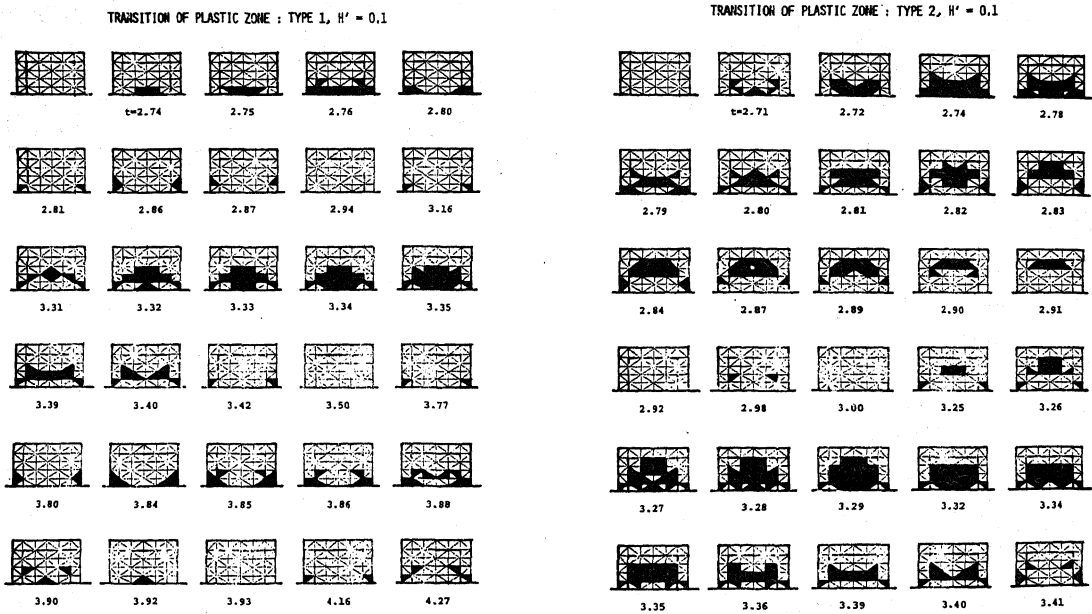 TRANSITION OF PLASTIC ZONE : TYPE 1, H' = 0.1
t=2.74 2.75 2.76 2.80
2.81 2.86 2.87 2.94 3.16
3.31 3.32 3.33 3.34 3.35
3.39 3.40 3.42 3.50 3.77
3.80 3.84 3.85 3.86 3.88
3.90 3.92 3.93 4.16 4.27
TRANSITION OF PLASTIC ZONE : TYPE 2, H' = 0.1
t=2.71 2.72 2.74 2.78
2.79 2.80 2.81 2.82 2.83
2.84 2.87 2.89 2.90 2.91
2.92 2.98 3.00 3.25 3.26
3.27 3.28 3.29 3.32 3.34
3.35 3.36 3.39 3.40 3.41